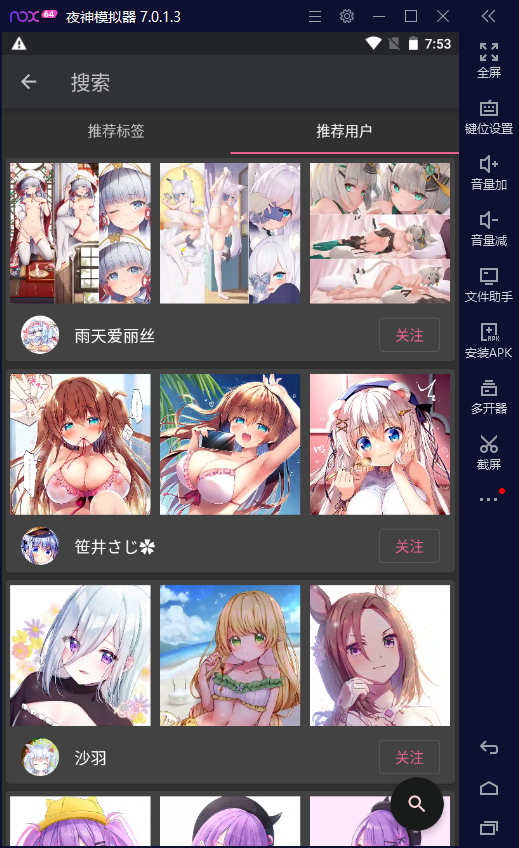 nox 64 夜神模拟器 7.0.1.3
7:53
搜索
推荐标签
推荐用户
雨天爱丽丝
关注
笹井さじ✽
关注
沙羽
关注
全屏
键位设置
音量加
音量减
文件助手
APK
安装APK
多开器
截屏